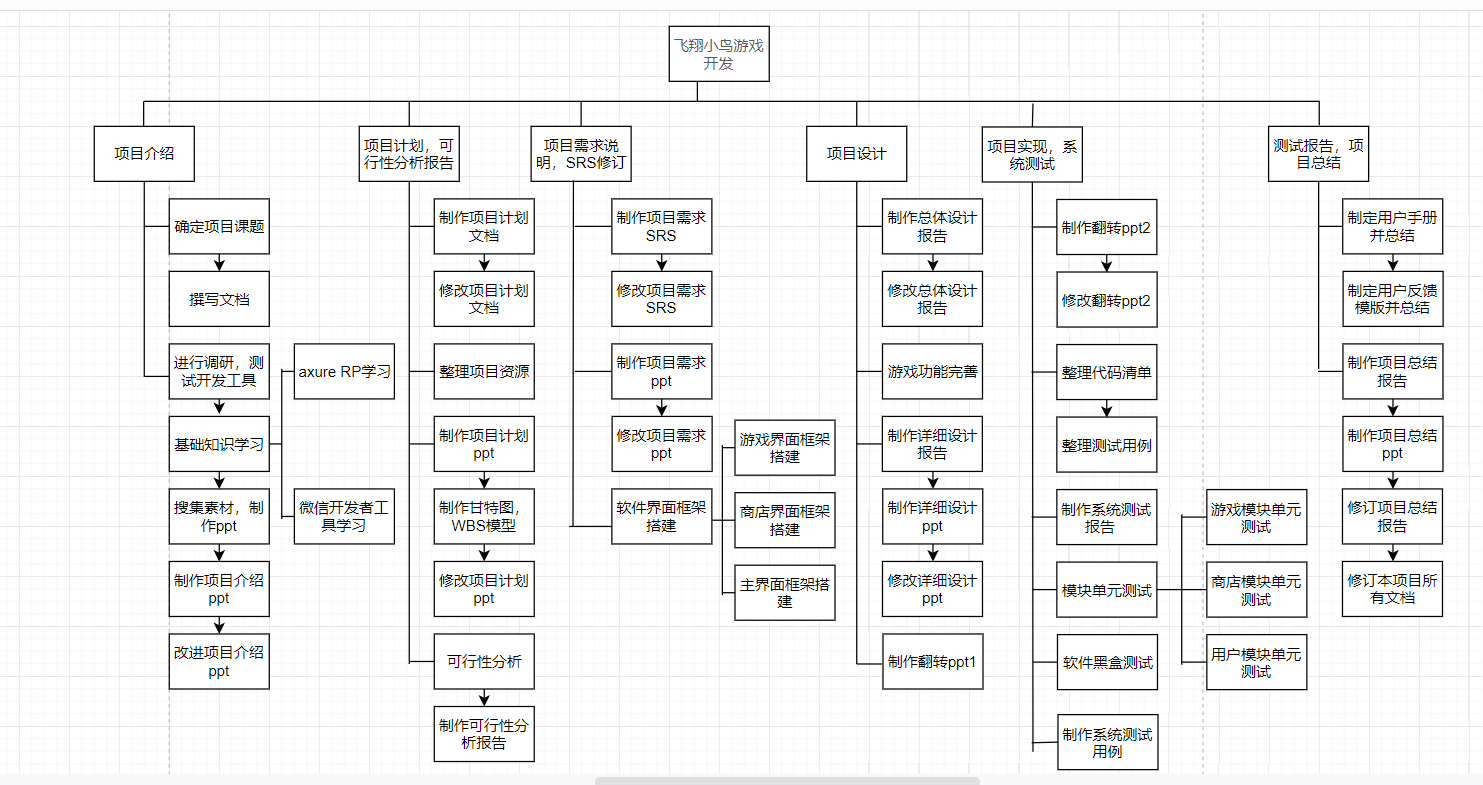 飞翔小鸟游戏
开发
项目介绍
项目计划，可
行性分析报告
项目需求说
明，SRS修订
项目设计
项目实现，系
统测试
测试报告，项
目总结
确定项目课题
撰写文档
进行调研，测
试开发工具
基础知识学习
搜集素材，制
作ppt
制作项目介绍
ppt
改进项目介绍
ppt
axure RP学习
微信开发者工
具学习
制作项目计划
文档
修改项目计划
文档
整理项目资源
制作项目计划
ppt
制作甘特图，
WBS模型
修改项目计划
ppt
可行性分析
制作可行性分
析报告
制作项目需求
SRS
修改项目需求
SRS
制作项目需求
ppt
修改项目需求
ppt
软件界面框架
搭建
游戏界面框架
搭建
商店界面框架
搭建
主界面框架搭
建
制作总体设计
报告
修改总体设计
报告
游戏功能完善
制作详细设计
报告
制作详细设计
ppt
修改详细设计
ppt
制作翻转ppt1
制作翻转ppt2
修改翻转ppt2
整理代码清单
整理测试用例
制作系统测试
报告
模块单元测试
软件黑盒测试
制作系统测试
用例
游戏模块单元
测试
商店模块单元
测试
用户模块单元
测试
制定用户手册
并总结
制定用户反馈
模版并总结
制作项目总结
报告
制作项目总结
ppt
修订项目总结
报告
修订本项目所
有文档